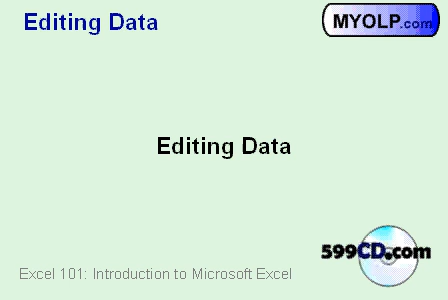 Editing Data
MYOLP.com
Editing Data
599CD.com
Excel 101: Introduction to Microsoft Excel